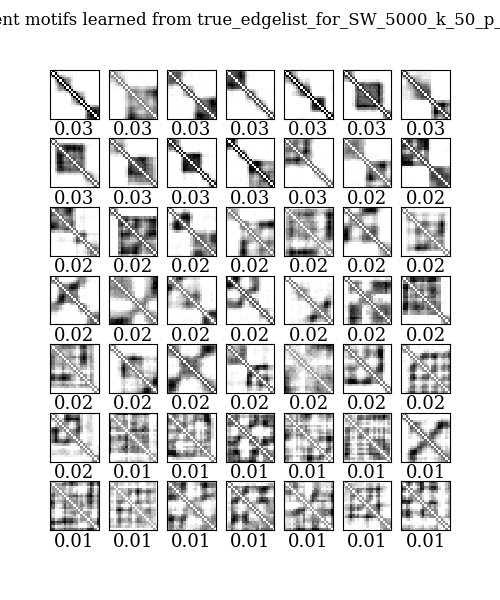 ent motifs learned from true_edgelist_for_SW_5000_k_50_p_
0.03 0.03 0.03 0.03 0.03 0.03 0.03
0.03 0.03 0.03 0.03 0.03 0.02 0.02
0.02 0.02 0.02 0.02 0.02 0.02 0.02
0.02 0.02 0.02 0.02 0.02 0.02 0.02
0.02 0.02 0.02 0.02 0.02 0.02 0.02
0.02 0.01 0.01 0.01 0.01 0.01 0.01
0.01 0.01 0.01 0.01 0.01 0.01 0.01